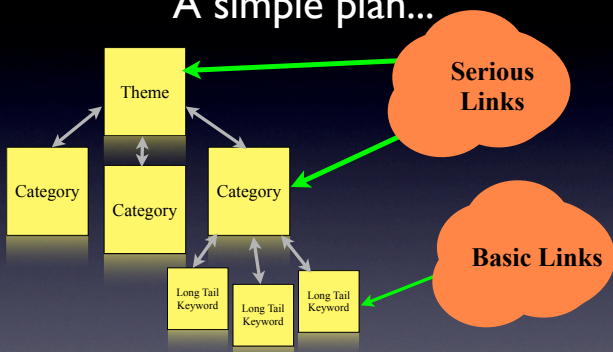 A simple plan...
Theme
Serious
Links
Category
Category
Category
Long Tail
Keyword
Long Tail
Keyword
Long Tail
Keyword
Basic Links